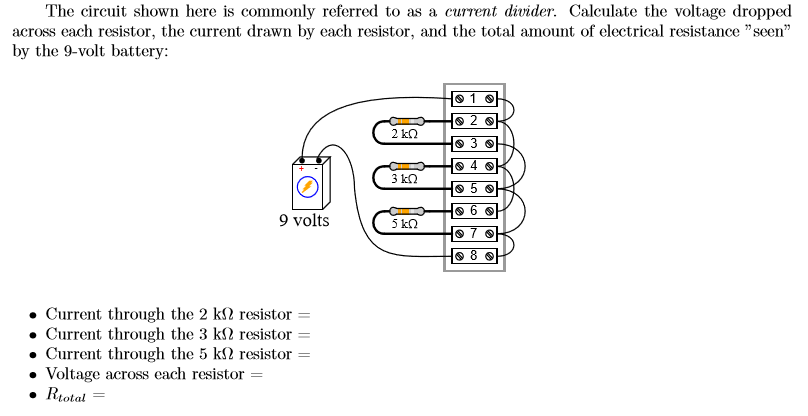 The circuit shown here is commonly referred to as a current divider. Calculate the voltage dropped
across each resistor, the current drawn by each resistor, and the total amount of electrical resistance "seen"
by the 9-volt battery:
1
2
2 kΩ
3
4
3 kΩ
5
+ -
6
9 volts
5 kΩ
7
8
• Current through the 2 kΩ resistor =
• Current through the 3 kΩ resistor =
• Current through the 5 kΩ resistor =
• Voltage across each resistor =
• Rtotal =